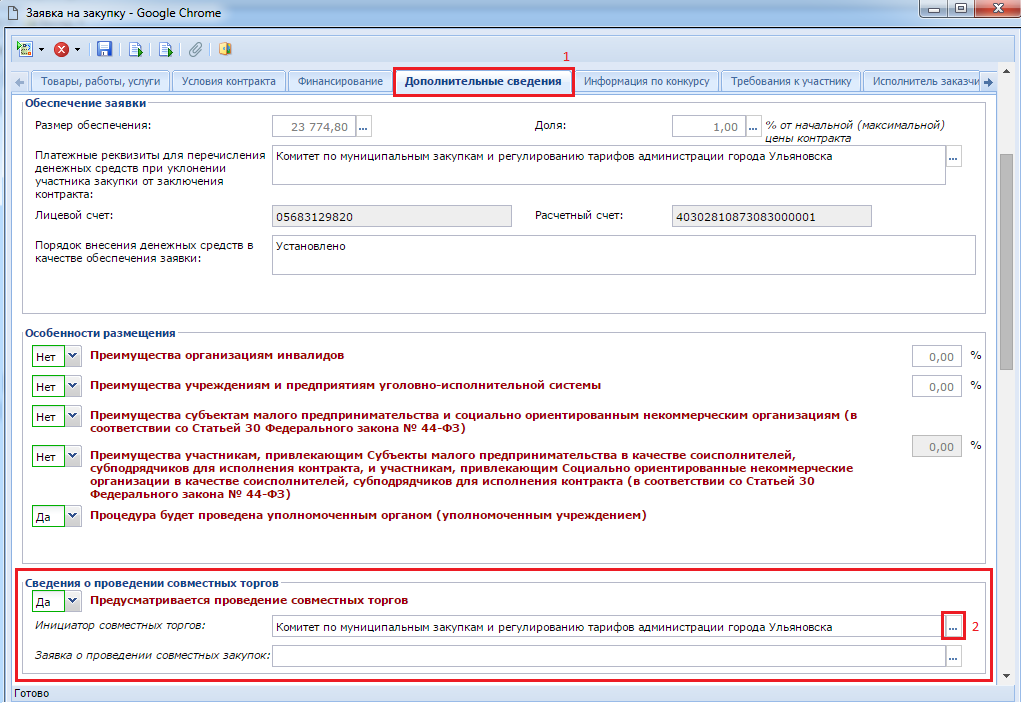 Заявка на закупку - Google Chrome
1
Товары, работы, услуги
Условия контракта
Финансирование
Дополнительные сведения
Информация по конкурсу
Требования к участнику
Исполнитель заказчи
Обеспечение заявки
Размер обеспечения:
23 774,80
...
Доля:
1,00
...
% от начальной (максимальной)
цены контракта
Платежные реквизиты для перечисления
денежных средств при уклонении
участника закупки от заключения
контракта:
Комитет по муниципальным закупкам и регулированию тарифов администрации города Ульяновска
...
Лицевой счет:
05683129820
Расчетный счет:
40302810873083000001
Порядок внесения денежных средств в
качестве обеспечения заявки:
Установлено
Особенности размещения
Нет
Преимущества организациям инвалидов
0,00
%
Нет
Преимущества учреждениям и предприятиям уголовно-исполнительной системы
0,00
%
Нет
Преимущества субъектам малого предпринимательства и социально ориентированным некоммерческим организациям (в
соответствии со Статьей 30 Федерального закона № 44-ФЗ)
Нет
Преимущества участникам, привлекающим Субъекты малого предпринимательства в качестве соисполнителей,
субподрядчиков для исполнения контракта, и участникам, привлекающим Социально ориентированные некоммерческие
организации в качестве соисполнителей, субподрядчиков для исполнения контракта (в соответствии со Статьей 30
Федерального закона № 44-ФЗ)
0,00
%
Да
Процедура будет проведена уполномоченным органом (уполномоченным учреждением)
Сведения о проведении совместных торгов
Да
Предусматривается проведение совместных торгов
Инициатор совместных торгов:
Комитет по муниципальным закупкам и регулированию тарифов администрации города Ульяновска
...
2
Заявка о проведении совместных закупок:
...
Готово